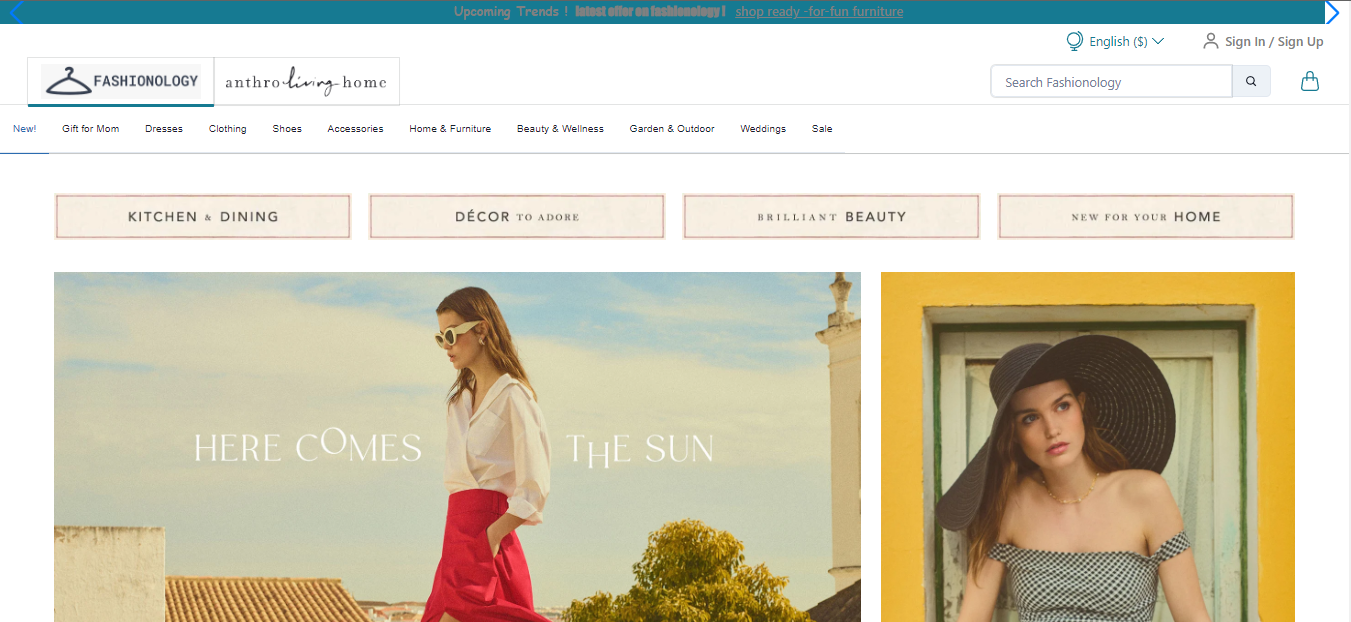 Upcoming Trends ! latest offer on fashionology ! shop ready -for-fun furniture
English ($) Sign In / Sign Up
FASHIONOLOGY anthro living home Search Fashionology
New! Gift for Mom Dresses Clothing Shoes Accessories Home & Furniture Beauty & Wellness Garden & Outdoor Weddings Sale
KITCHEN & DINING DÉCOR TO ADORE BRILLIANT BEAUTY NEW FOR YOUR HOME
HERE COMES THE SUN